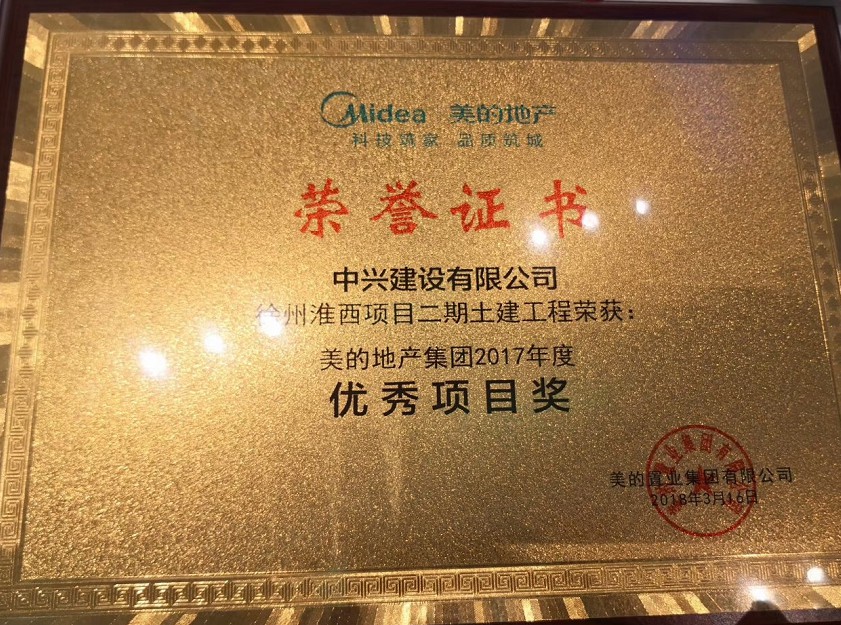 Midea 美的地产
科技筑家 品质筑城
荣誉证书
中兴建设有限公司
徐州淮西项目二期土建工程荣获：
美的地产集团2017年度
优秀项目奖
美的置业集团有限公司
2018年3月16日